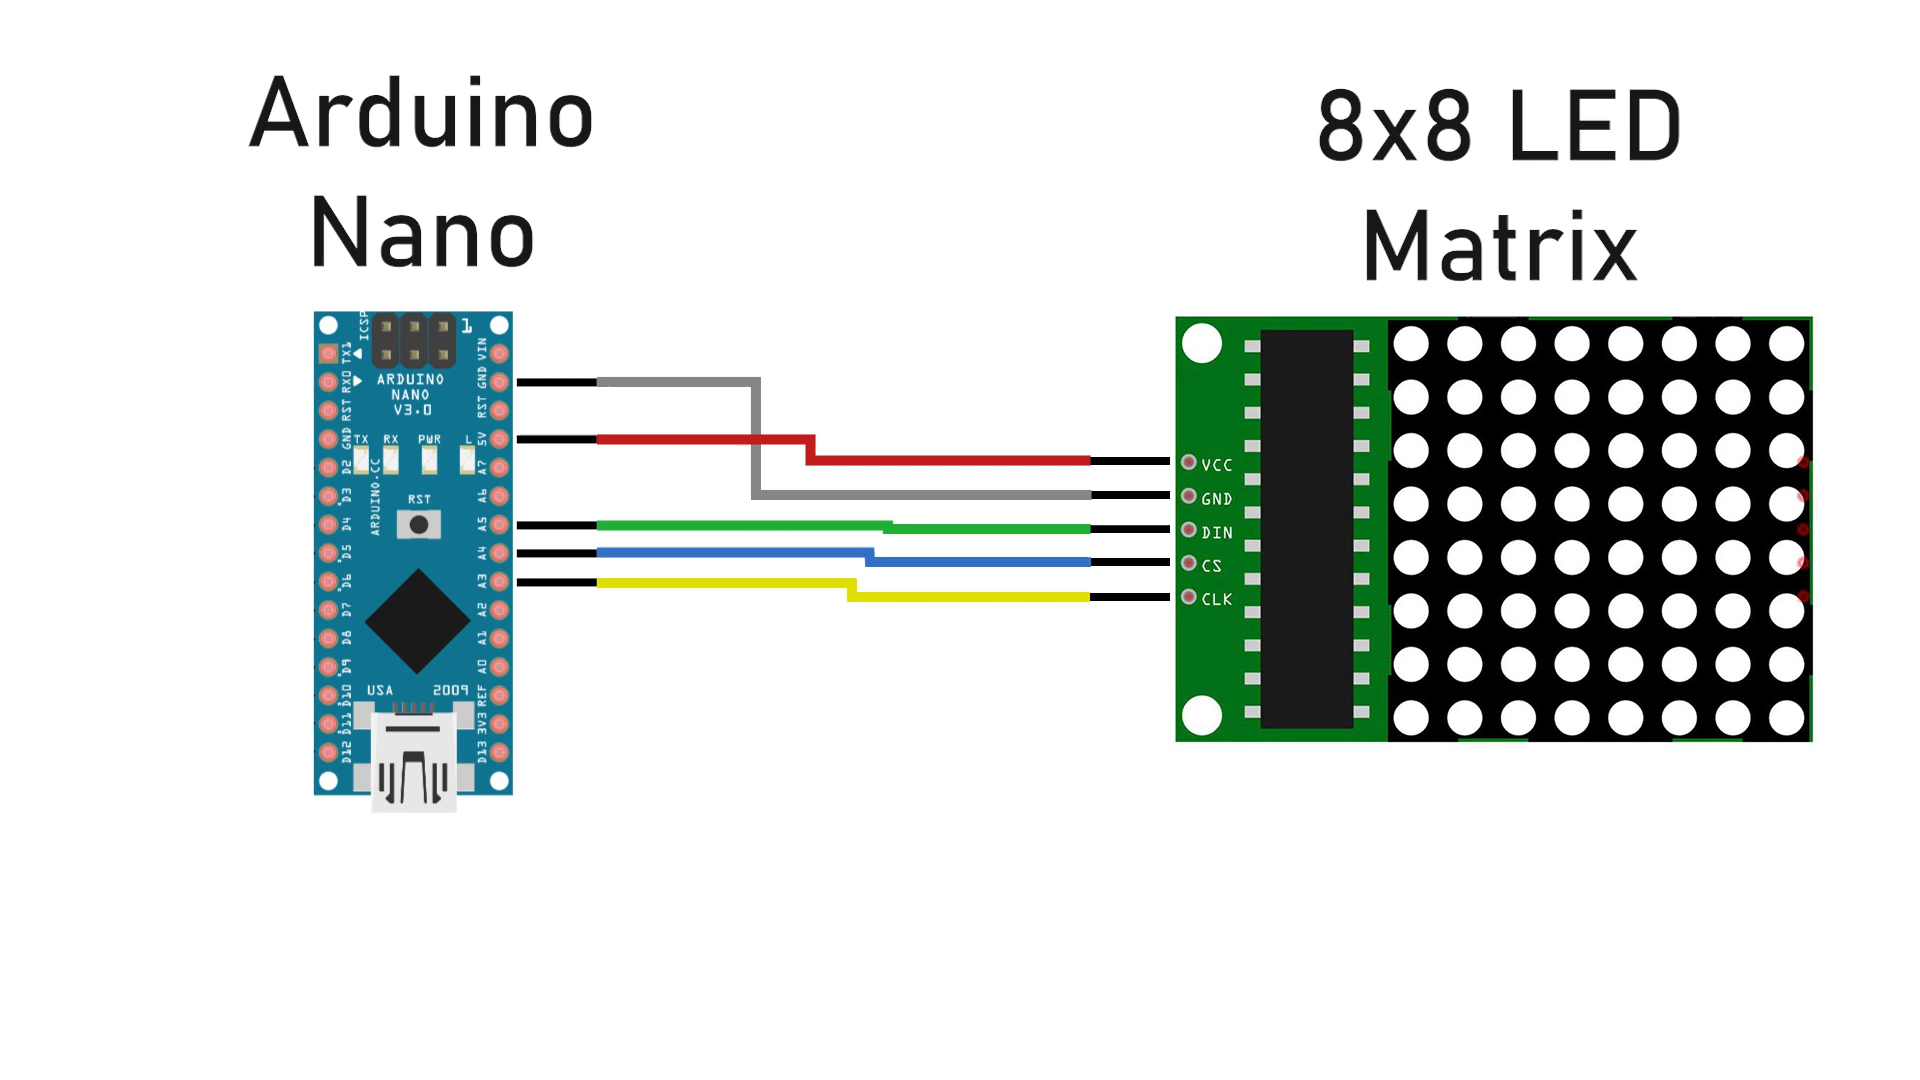 Arduino
Nano
8x8 LED
Matrix
ICSP
1
TX1
RX0
RST
GND
D2
D3
D4
D5
D6
D7
D8
D9
D10
D11
D12
ARDUINO
NANO
V3.0
TX RX PWR L
ARDUINO.CC
RST
USA 2009
VIN
GND
RST
5V
A7
A6
A5
A4
A3
A2
A1
A0
REF
3V3
D13
VCC
GND
DIN
CS
CLK